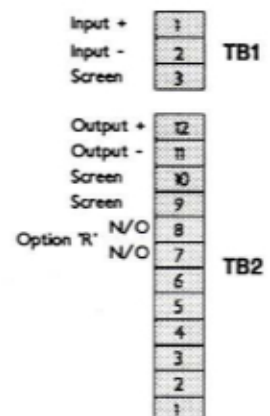 Input + 1
Input - 2 TB1
Screen 3
Output + 12
Output - 11
Screen 10
Screen 9
N/O 8
Option "R"
N/O 7
6 TB2
5
4
3
2
1